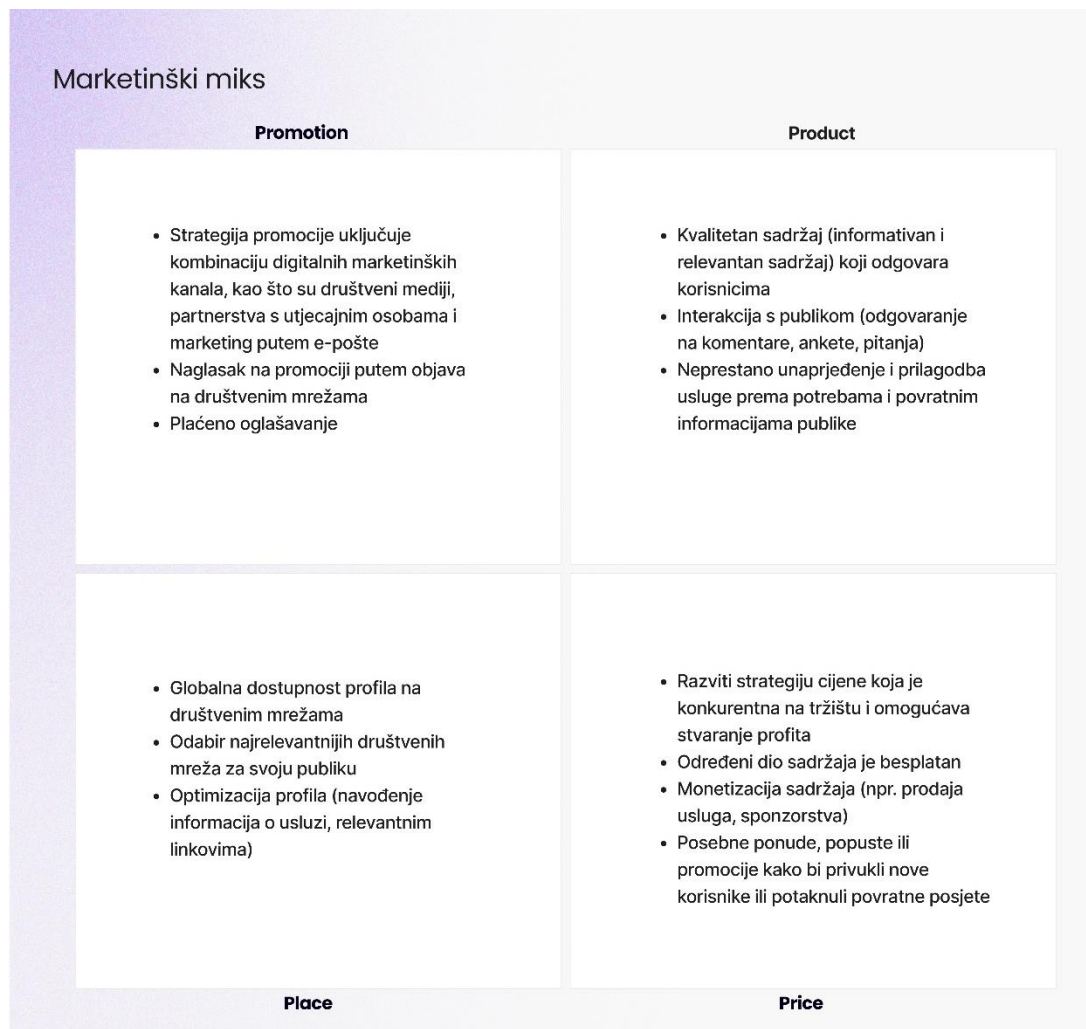 Marketinški miks
Promotion
• Strategija promocije uključuje
kombinaciju digitalnih marketinških
kanala, kao što su društveni mediji,
partnerstva s utjecajnim osobama i
marketing putem e-pošte
• Naglasak na promociji putem objava
na društvenim mrežama
• Plaćeno oglašavanje
Product
• Kvalitetan sadržaj (informativan i
relevantan sadržaj) koji odgovara
korisnicima
• Interakcija s publikom (odgovaranje
na komentare, ankete, pitanja)
• Neprestano unaprjeđenje i prilagodba
usluge prema potrebama i povratnim
informacijama publike
• Globalna dostupnost profila na
društvenim mrežama
• Odabir najrelevantnijih društvenih
mreža za svoju publiku
• Optimizacija profila (navođenje
informacija o usluzi, relevantnim
linkovima)
Place
• Razviti strategiju cijene koja je
konkurentna na tržištu i omogućava
stvaranje profita
• Određeni dio sadržaja je besplatan
• Monetizacija sadržaja (npr. prodaja
usluga, sponzorstva)
• Posebne ponude, popuste ili
promocije kako bi privukli nove
korisnike ili potaknuli povratne posjete
Price